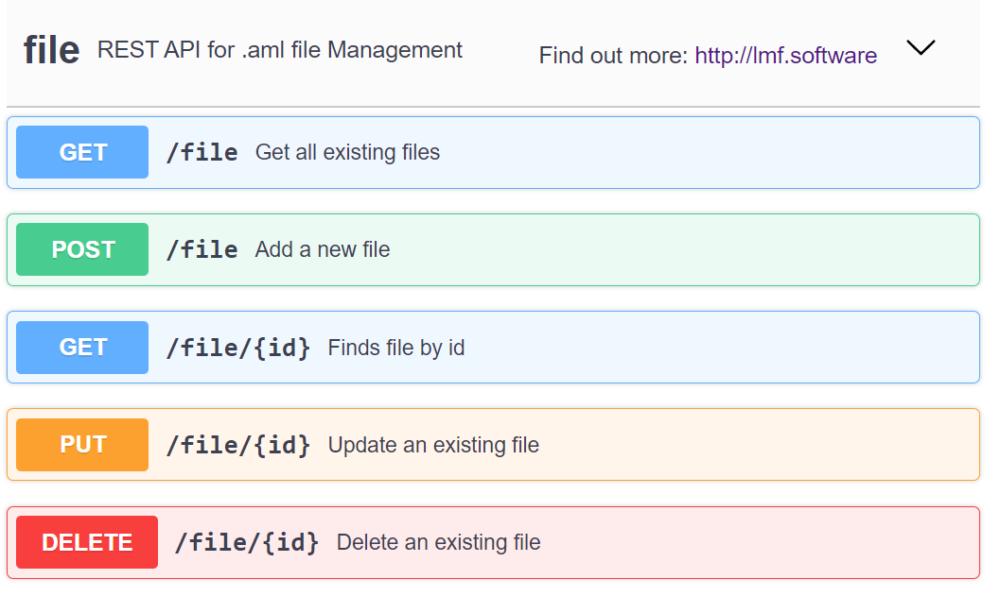 file REST API for .aml file Management Find out more: http://lmf.software
GET /file Get all existing files
POST /file Add a new file
GET /file/{id} Finds file by id
PUT /file/{id} Update an existing file
DELETE /file/{id} Delete an existing file